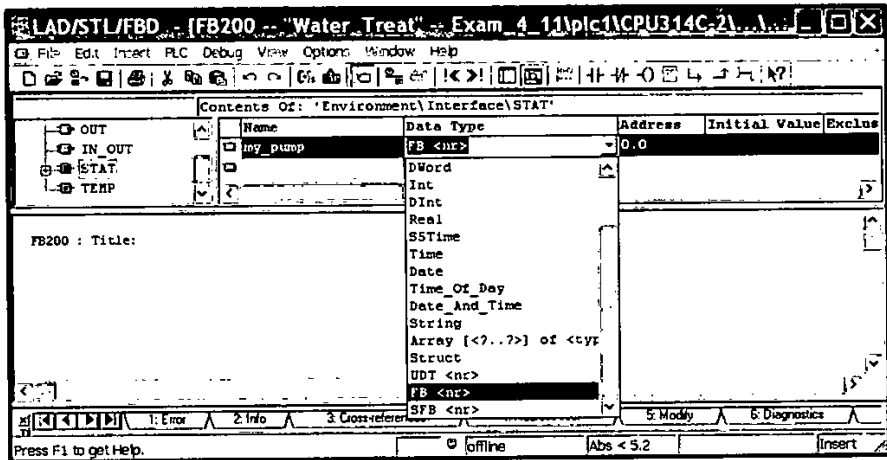 LAD/STL/FBD - [FB200 -- "Water_Treat" -- Exam_4_11\plc1\CPU314C-2\...\...
File Edit Insert PLC Debug View Options Window Help
Contents Of: 'Environment\Interface\STAT'
OUT
IN_OUT
STAT
TEMP
Name Data Type Address Initial Value Exclus
my_pump FB <nr> 0.0
DWord
Int
DInt
Real
S5Time
Time
Date
Time_Of_Day
Date_And_Time
String
Array [<?..?>] of <typ
Struct
UDT <nr>
FB <nr>
SFB <nr>
FB200 : Title:
1: Error 2: Info 3: Cross-referenc 5: Modify 6: Diagnostics
Press F1 to get Help. offline Abs < 5.2 Insert